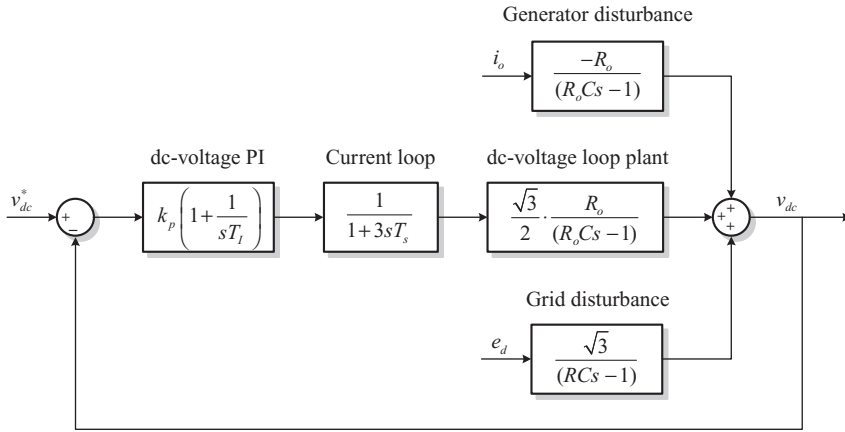 Generator disturbance
i_o
-R_o
(R_oCs − 1)
dc-voltage PI
Current loop
dc-voltage loop plant
v*_dc
+
−
k_p(1+1/(sT_I))
1
1+3sT_s
√3/2 · R_o/(R_oCs −1)
+
+
+
v_dc
Grid disturbance
e_d
√3
(RCs −1)